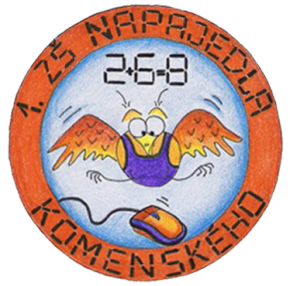 1. ZŠ NAPAJEDLA
2+6=8
KOMENSKÉHO